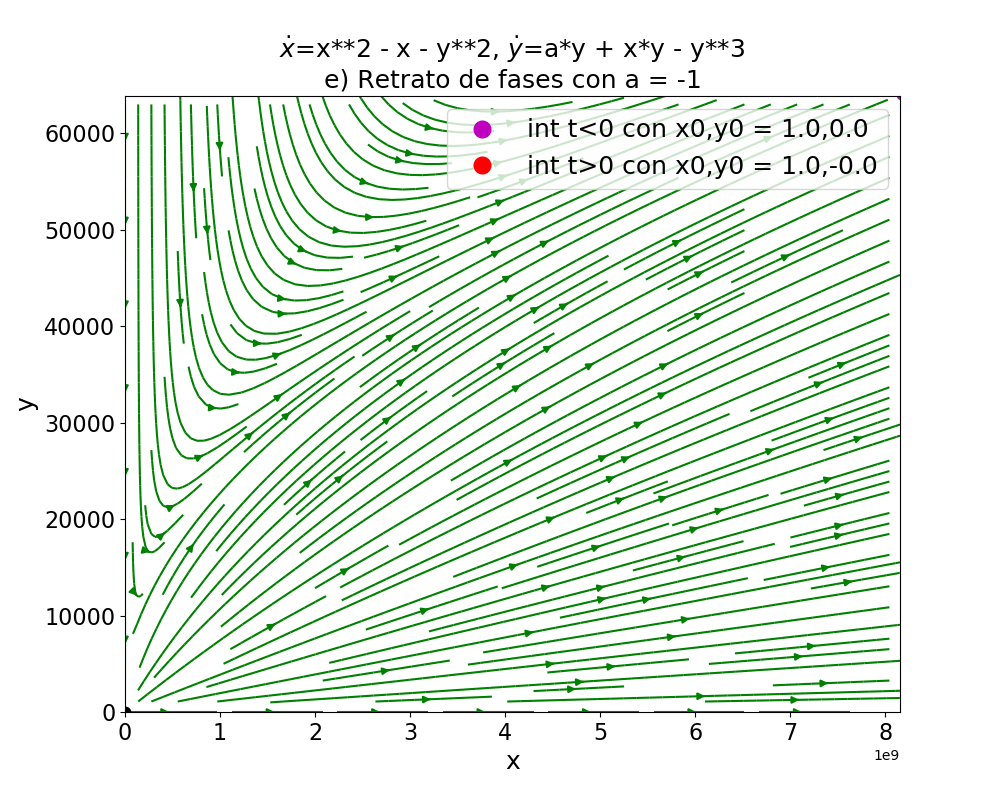 ẋ=x**2 - x - y**2, ẏ=a*y + x*y - y**3
e) Retrato de fases con a = -1
int t<0 con x0,y0 = 1.0,0.0
int t>0 con x0,y0 = 1.0,-0.0
60000
50000
40000
30000
20000
10000
0
y
0 1 2 3 4 5 6 7 8
1e9
x